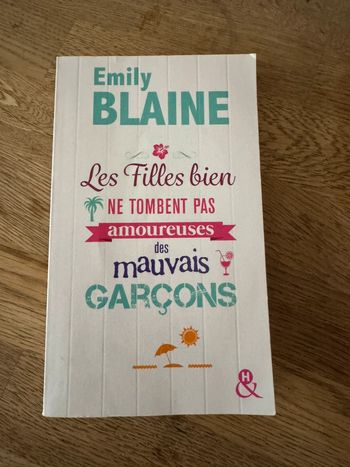 Emily
BLAINE
Les Filles bien
NE TOMBENT PAS
amoureuses
des
mauvais
GARÇONS
&H